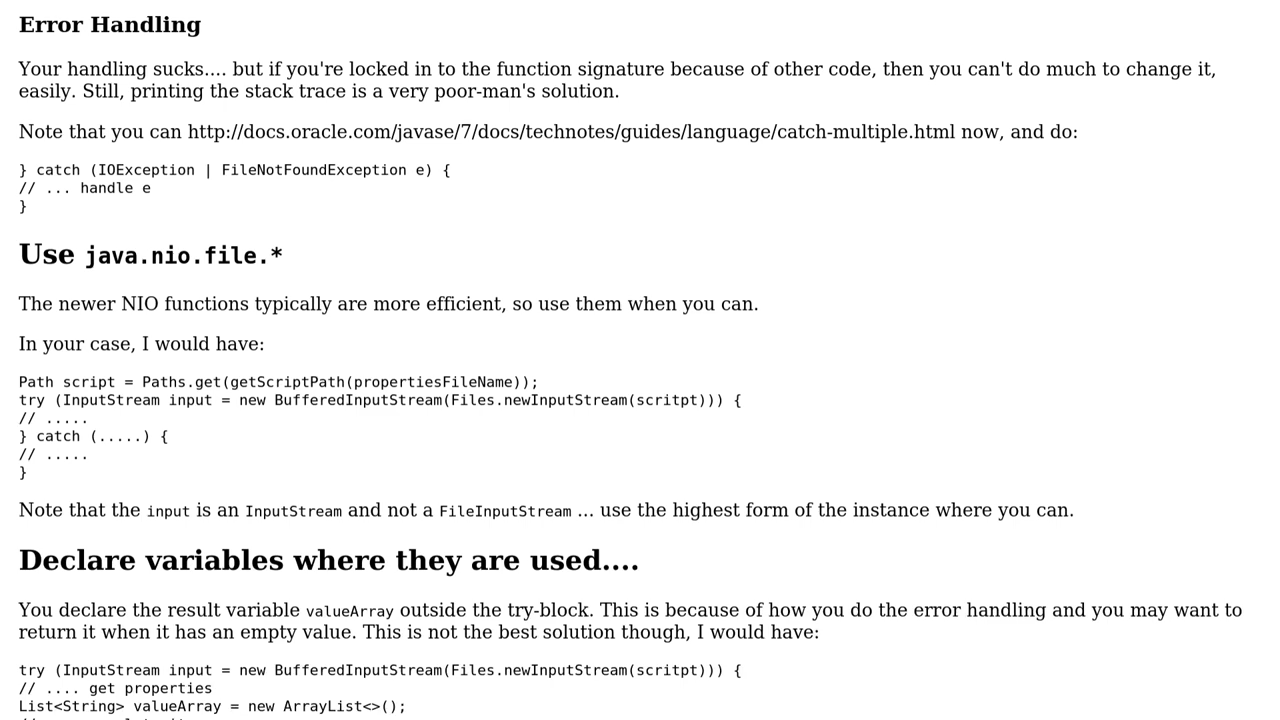 Error Handling
Your handling sucks.... but if you're locked in to the function signature because of other code, then you can't do much to change it,
easily. Still, printing the stack trace is a very poor-man's solution.
Note that you can http://docs.oracle.com/javase/7/docs/technotes/guides/language/catch-multiple.html now, and do:
} catch (IOException | FileNotFoundException e) {
// ... handle e
}
Use java.nio.file.*
The newer NIO functions typically are more efficient, so use them when you can.
In your case, I would have:
Path script = Paths.get(getScriptPath(propertiesFileName));
try (InputStream input = new BufferedInputStream(Files.newInputStream(scritpt))) {
// .....
} catch (.....) {
// .....
}
Note that the input is an InputStream and not a FileInputStream ... use the highest form of the instance where you can.
Declare variables where they are used....
You declare the result variable valueArray outside the try-block. This is because of how you do the error handling and you may want to
return it when it has an empty value. This is not the best solution though, I would have:
try (InputStream input = new BufferedInputStream(Files.newInputStream(scritpt))) {
// .... get properties
List<String> valueArray = new ArrayList<>();